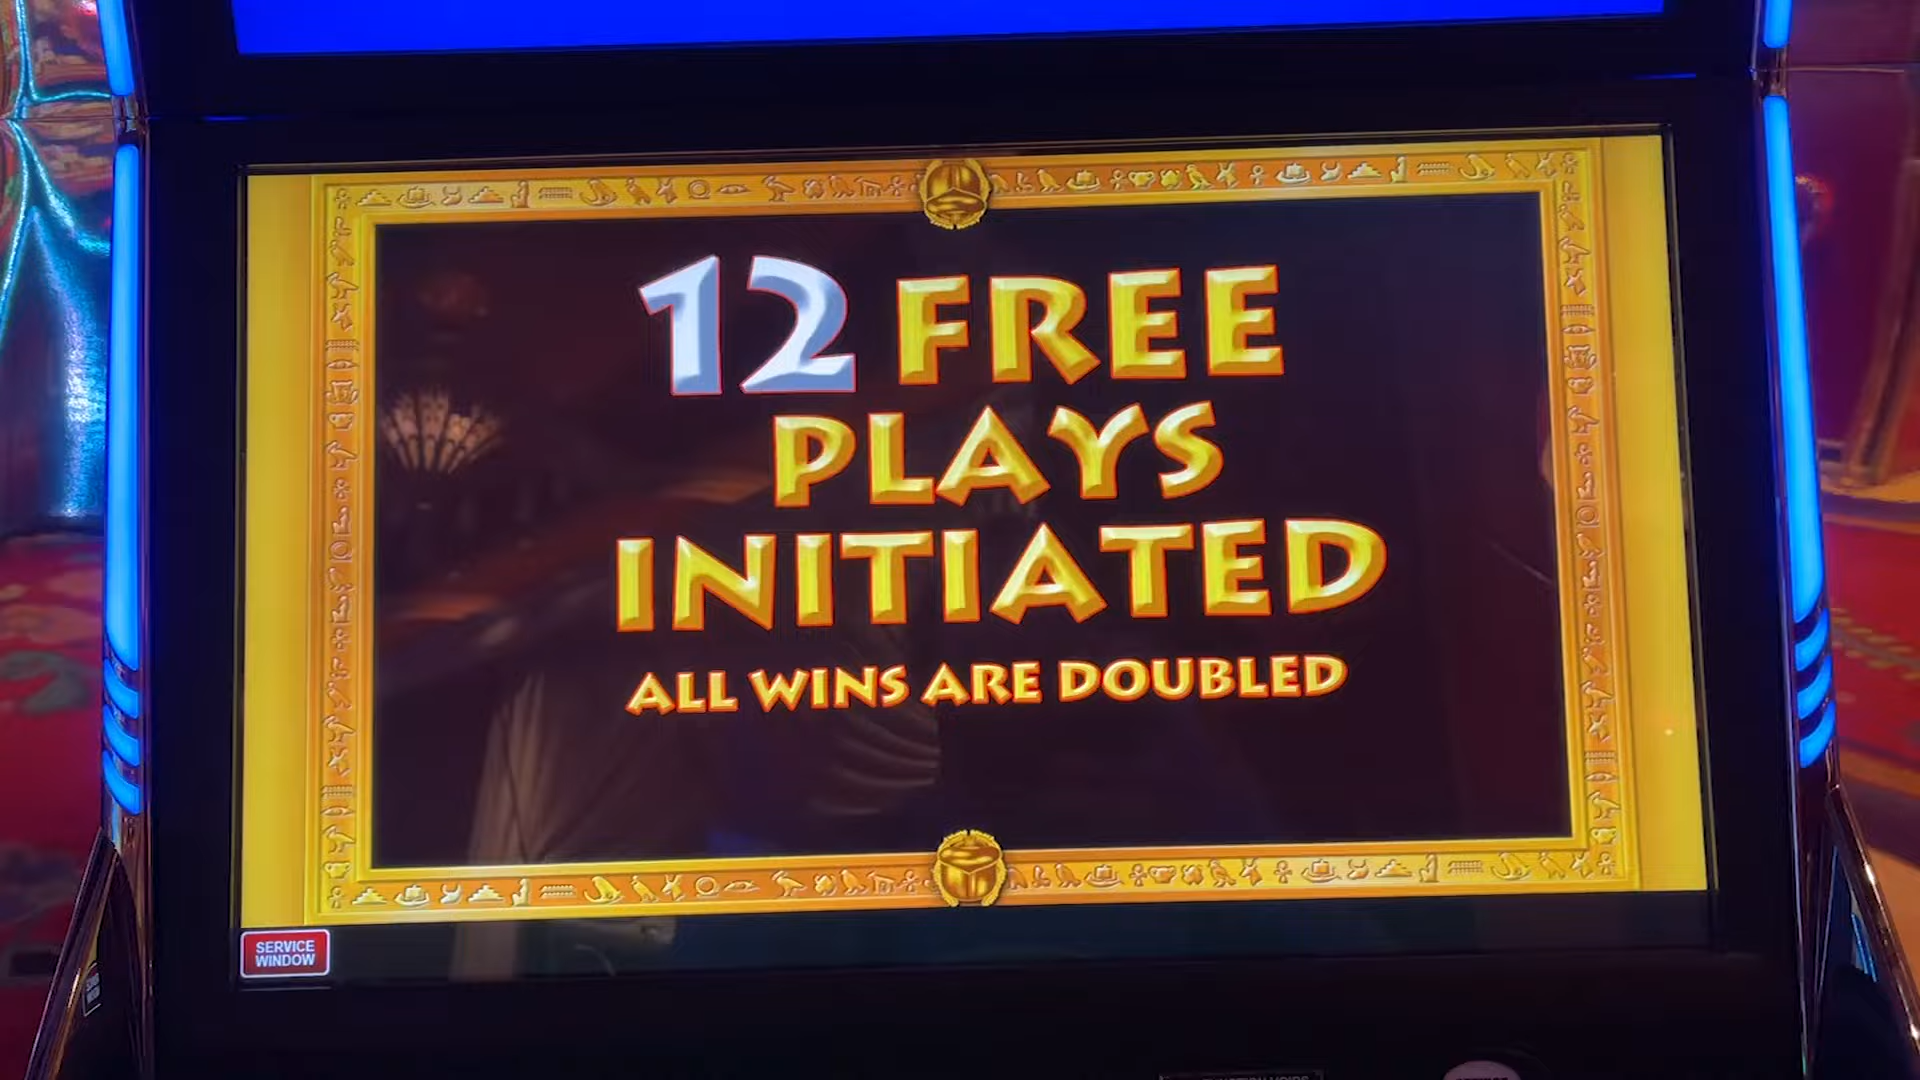 12 FREE
PLAYS
INITIATED
ALL WINS ARE DOUBLED
SERVICE
WINDOW